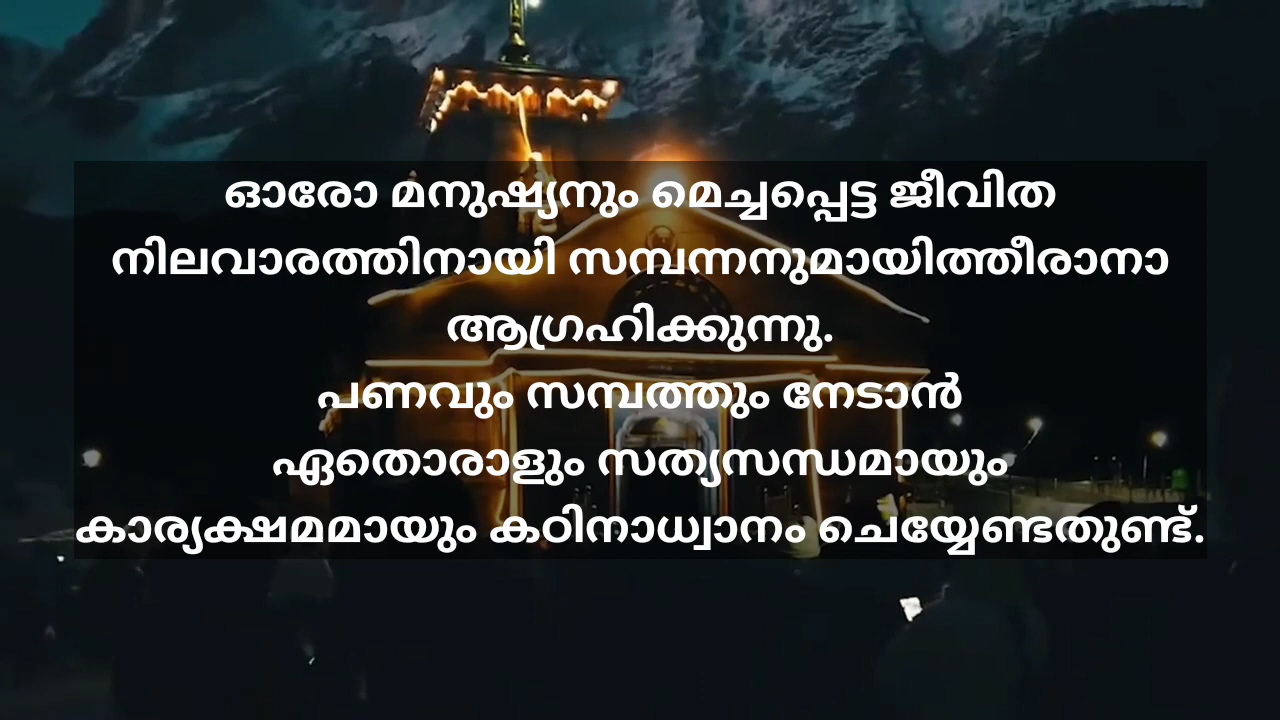 ഓരോ മനുഷ്യനും മെച്ചപ്പെട്ട ജീവിത
നിലവാരത്തിനായി സമ്പന്നനുമായിത്തീരാനാ
ആഗ്രഹിക്കുന്നു.
പണവും സമ്പത്തും നേടാൻ
ഏതൊരാളും സത്യസന്ധമായും
കാര്യക്ഷമമായും കഠിനാധ്വാനം ചെയ്യേണ്ടതുണ്ട്.